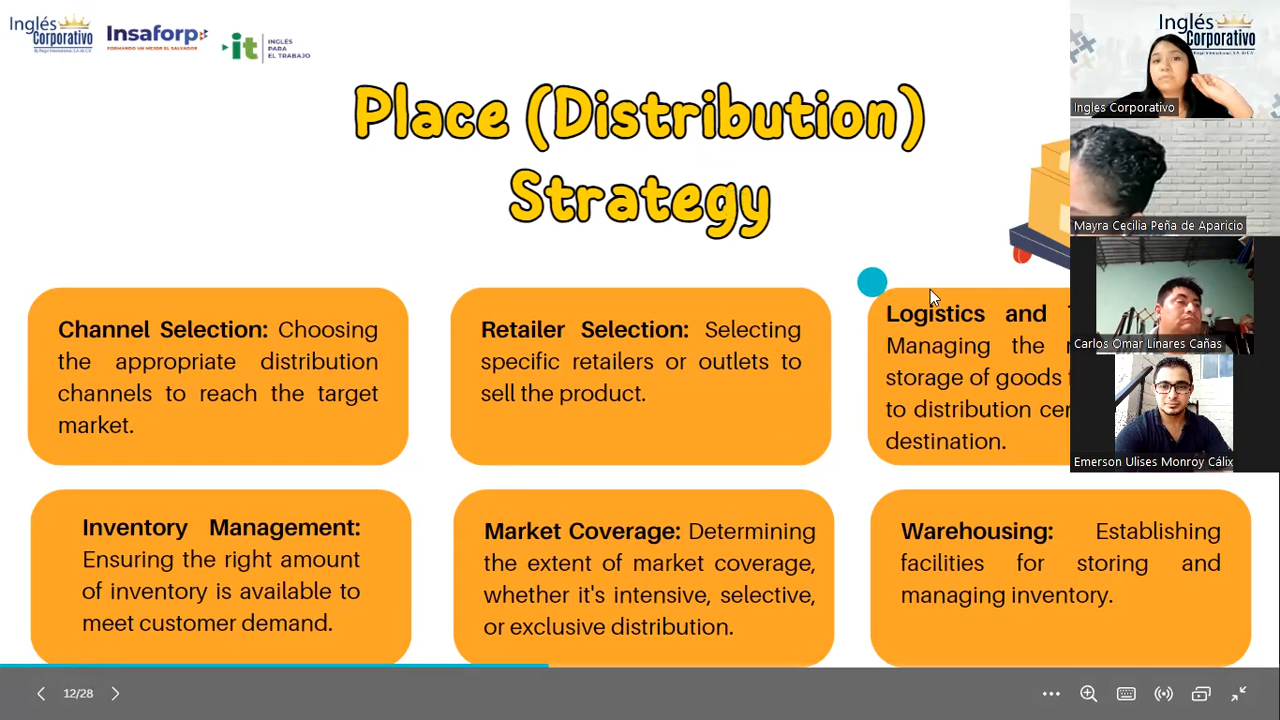 Inglés
Corporativo
By Regal International, S.A. de C.V.
Insaforp
FORMANDO UN MEJOR EL SALVADOR
it
INGLÉS
PARA
EL TRABAJO
Place (Distribution)
Strategy
Channel Selection: Choosing
the appropriate distribution
channels to reach the target
market.
Retailer Selection: Selecting
specific retailers or outlets to
sell the product.
Logistics and
Managing the
storage of goods
to distribution
destination.
Inventory Management:
Ensuring the right amount
of inventory is available to
meet customer demand.
Market Coverage: Determining
the extent of market coverage,
whether it's intensive, selective,
or exclusive distribution.
Warehousing: Establishing
facilities for storing and
managing inventory.
Inglés
Corporativo
Ingles Corporativo
Mayra Cecilia Peña de Aparicio
Carlos Omar Linares Cañas
Emerson Ulises Monroy Cálix
12/28